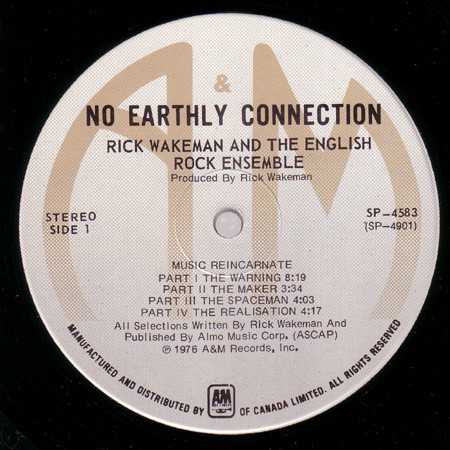 &
NO EARTHLY CONNECTION
RICK WAKEMAN AND THE ENGLISH
ROCK ENSEMBLE
Produced By Rick Wakeman
STEREO
SIDE 1
SP-4583
(SP-4901)
MUSIC REINCARNATE
PART I THE WARNING 8:19
PART II THE MAKER 3:34
PART III THE SPACEMAN 4:03
PART IV THE REALISATION 4:17
All Selections Written By Rick Wakeman And
Published By Almo Music Corp. (ASCAP)
℗ 1976 A&M Records, Inc.
MANUFACTURED AND DISTRIBUTED BY A&M OF CANADA LIMITED. ALL RIGHTS RESERVED